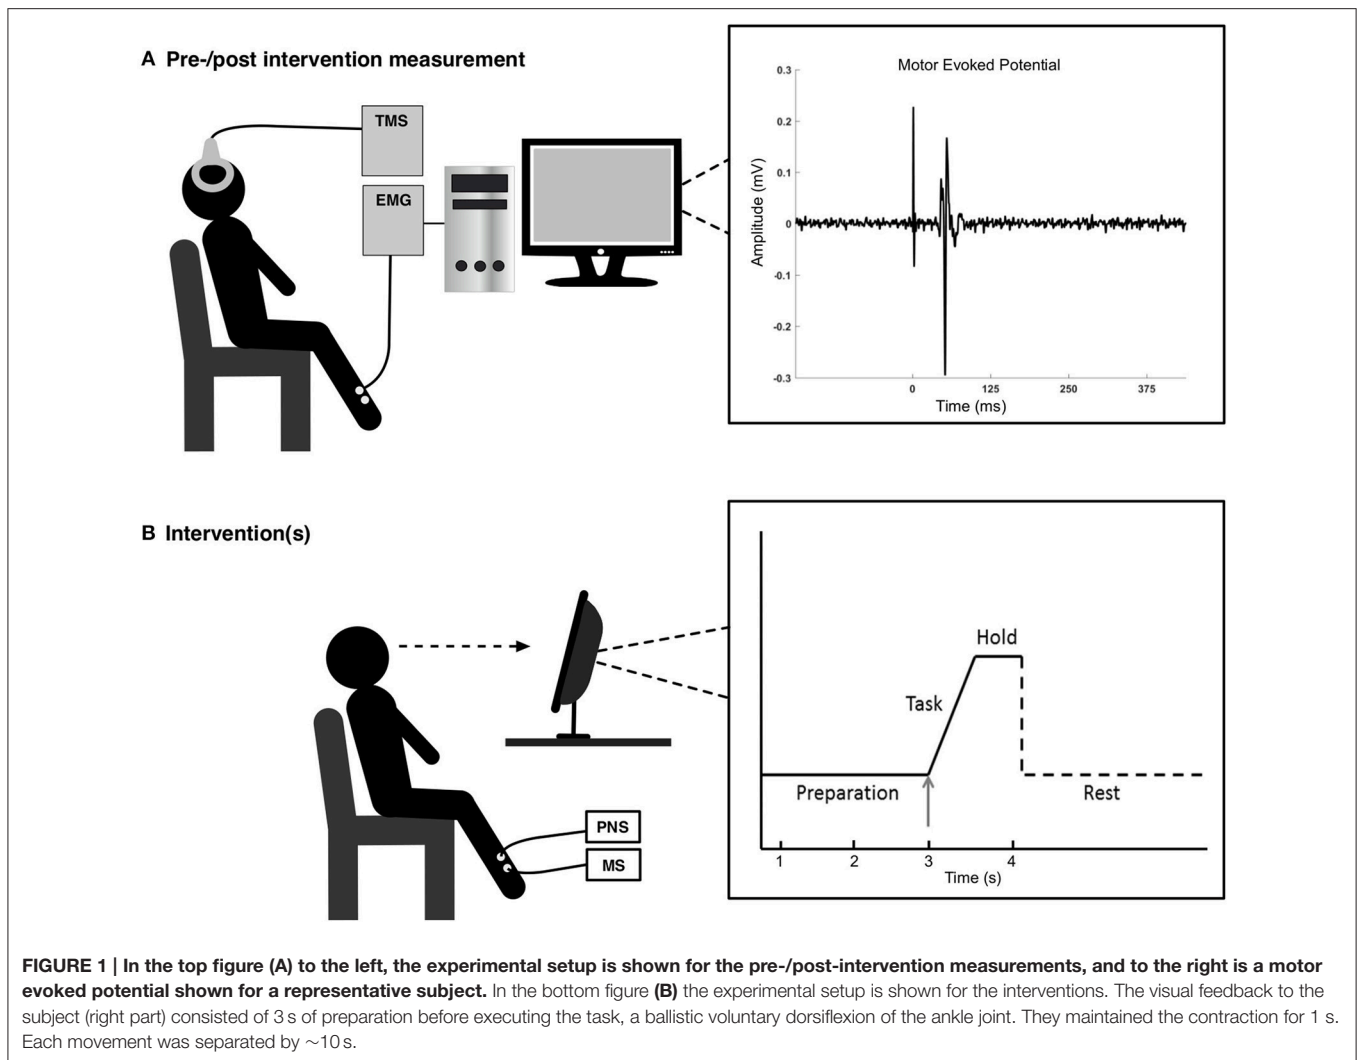 A Pre-/post intervention measurement
TMS
EMG
Motor Evoked Potential
Amplitude (mV)
0.3
0.2
0.1
0
-0.1
-0.2
-0.3
0 125 250 375
Time (ms)
B Intervention(s)
PNS
MS
Hold
Task
Preparation
Rest
1 2 3 4
Time (s)
FIGURE 1 | In the top figure (A) to the left, the experimental setup is shown for the pre-/post-intervention measurements, and to the right is a motor
evoked potential shown for a representative subject. In the bottom figure (B) the experimental setup is shown for the interventions. The visual feedback to the
subject (right part) consisted of 3 s of preparation before executing the task, a ballistic voluntary dorsiflexion of the ankle joint. They maintained the contraction for 1 s.
Each movement was separated by ∼10 s.